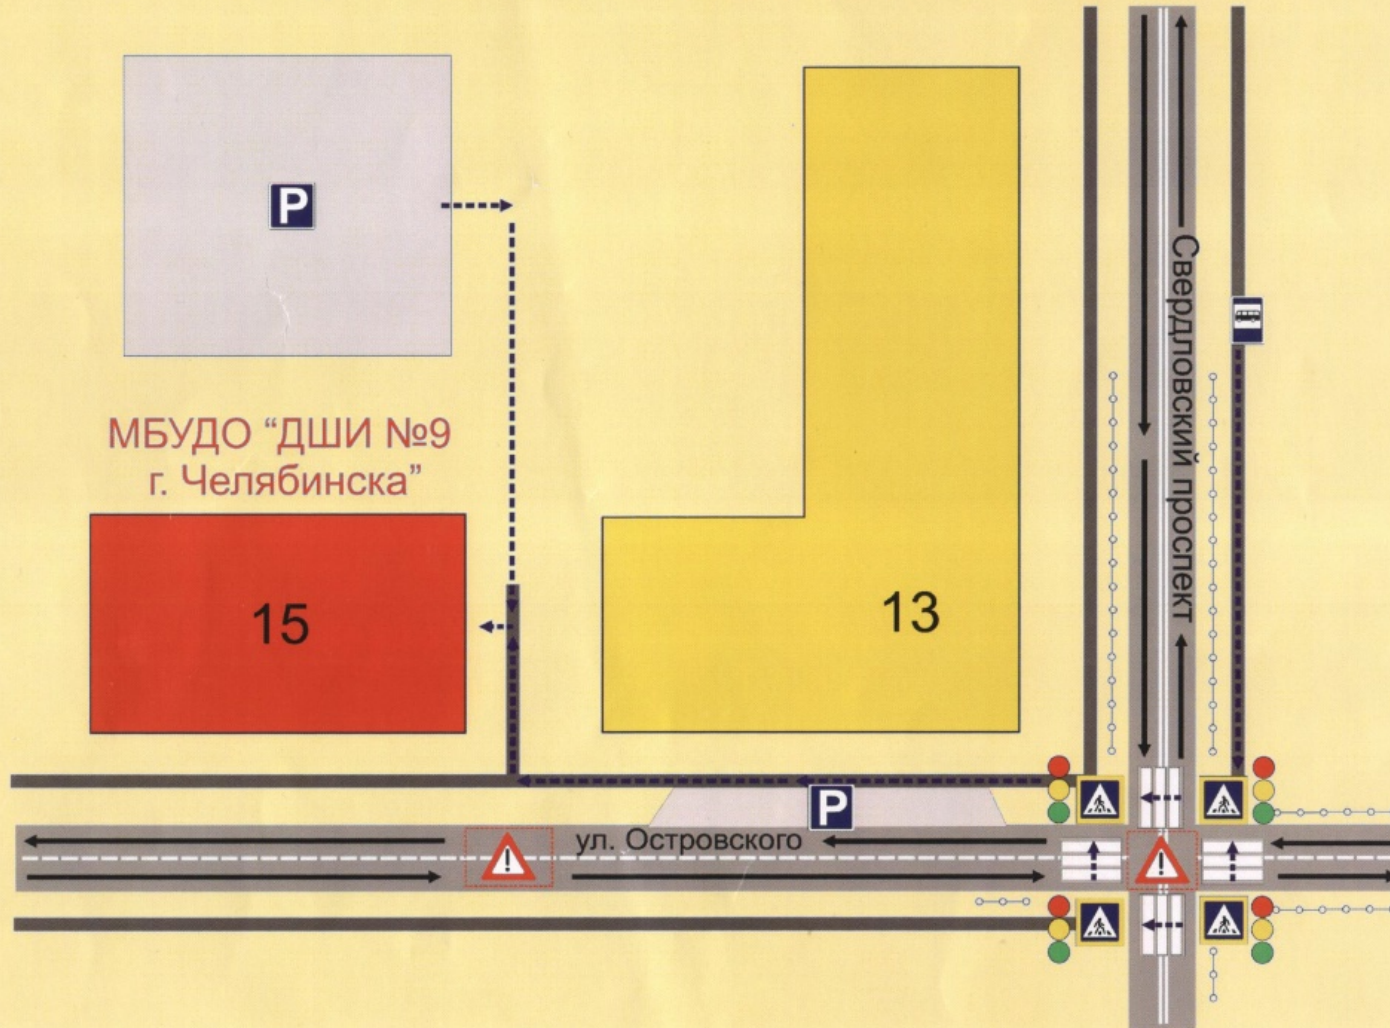 P
МБУДО “ДШИ №9
г. Челябинска”
15
13
Свердловский проспект
P
ул. Островского